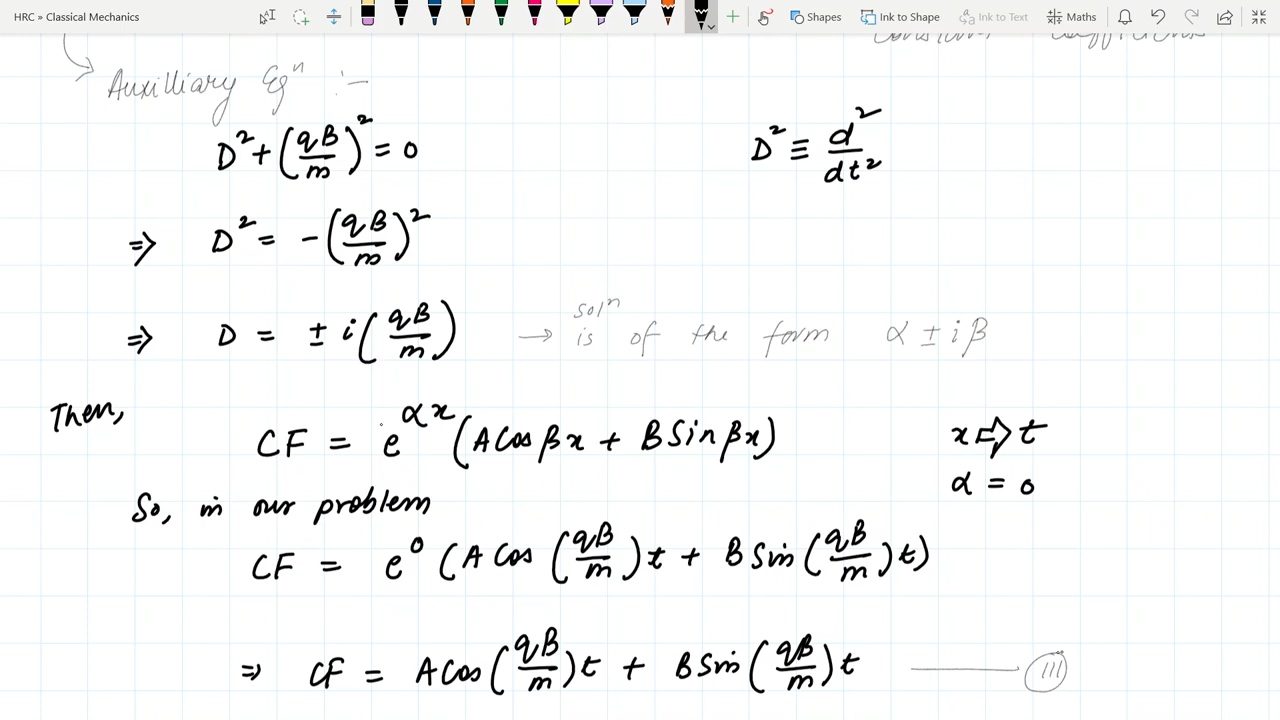 HRC » Classical Mechanics
Shapes Ink to Shape Ink to Text Maths
Auxilliary Eqⁿ :-
D² + (qB/m)² = 0
D² ≡ d²/dt²
⇒ D² = -(qB/m)²
⇒ D = ± i(qB/m) → solⁿ is of the form α ± iβ
Then,
CF = e^αx (A Cos βx + B Sin βx)
x ⇨ t
α = 0
So, in our problem
CF = e⁰ (A Cos (qB/m)t + B Sin (qB/m)t)
⇒ CF = A Cos (qB/m)t + B Sin (qB/m)t —— (III)